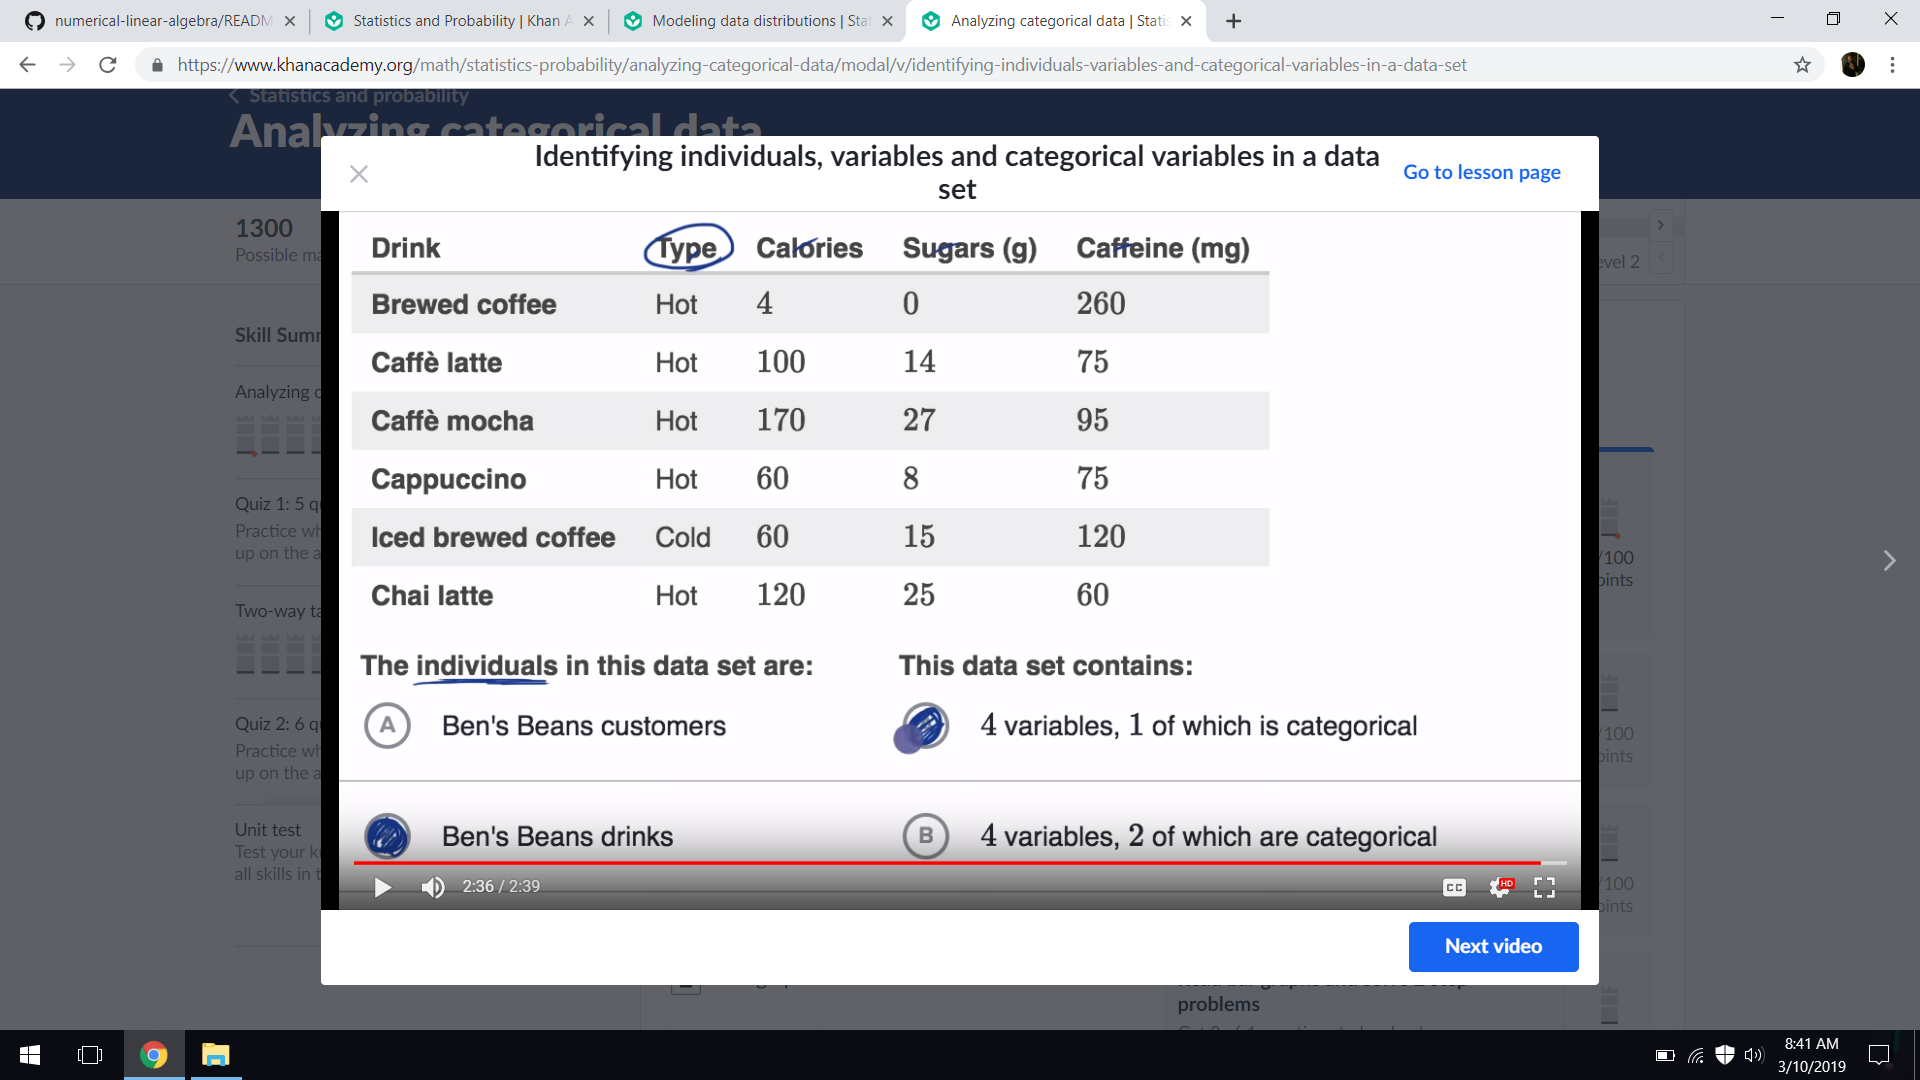 numerical-linear-algebra/READM
Statistics and Probability | Khan A
Modeling data distributions | Stat
Analyzing categorical data | Statis
https://www.khanacademy.org/math/statistics-probability/analyzing-categorical-data/modal/v/identifying-individuals-variables-and-categorical-variables-in-a-data-set
Statistics and probability
Analyzing categorical data
Identifying individuals, variables and categorical variables in a data
set
Go to lesson page
1300
Possible ma
evel 2
Skill Summ
Analyzing c
Quiz 1: 5 qu
Practice wh
up on the a
Two-way ta
Quiz 2: 6 qu
Practice wh
up on the a
Unit test
Test your k
all skills in t
Drink Type Calories Sugars (g) Caffeine (mg)
Brewed coffee Hot 4 0 260
Caffè latte Hot 100 14 75
Caffè mocha Hot 170 27 95
Cappuccino Hot 60 8 75
Iced brewed coffee Cold 60 15 120
Chai latte Hot 120 25 60
The individuals in this data set are:
This data set contains:
A Ben's Beans customers
4 variables, 1 of which is categorical
Ben's Beans drinks
B 4 variables, 2 of which are categorical
2:36 / 2:39
CC
HD
/100
oints
/100
oints
/100
oints
Next video
problems
8:41 AM
3/10/2019